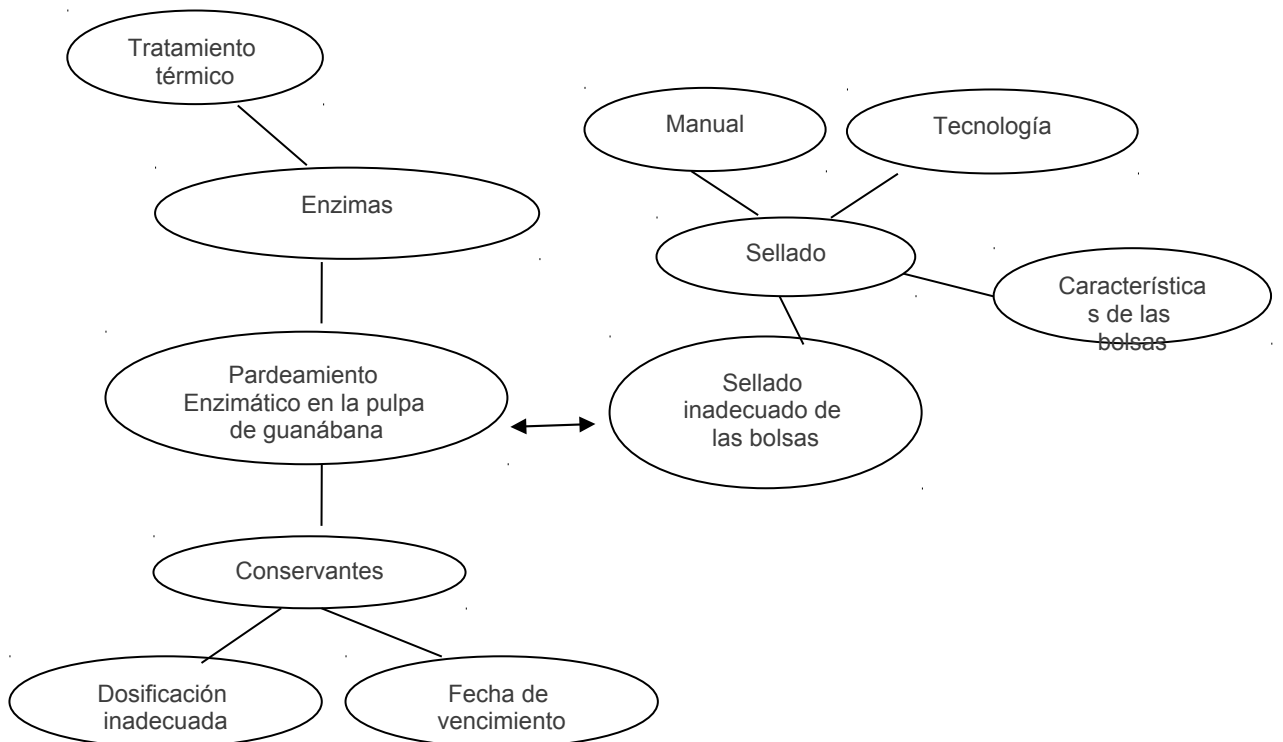 Tratamiento
térmico
Manual
Tecnología
Enzimas
Sellado
Característica
s de las
bolsas
Pardeamiento
Enzimático en la pulpa
de guanábana
Sellado
inadecuado de
las bolsas
Conservantes
Dosificación
inadecuada
Fecha de
vencimiento